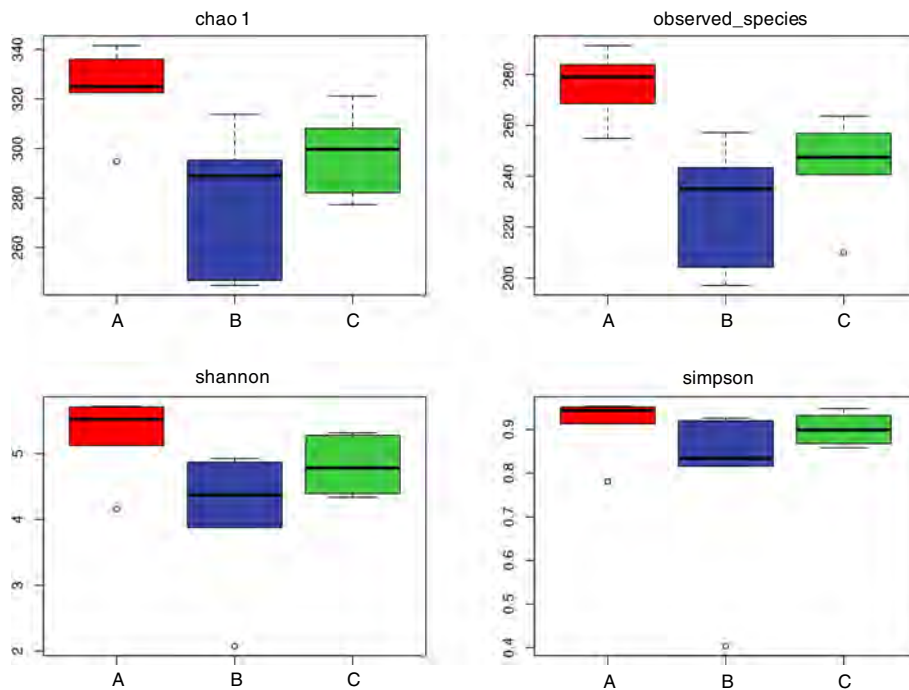 chao 1
340
320
300
280
260
A
B
C
observed_species
280
260
240
220
200
A
B
C
shannon
5
4
3
2
A
B
C
simpson
0.9
0.8
0.7
0.6
0.5
0.4
A
B
C